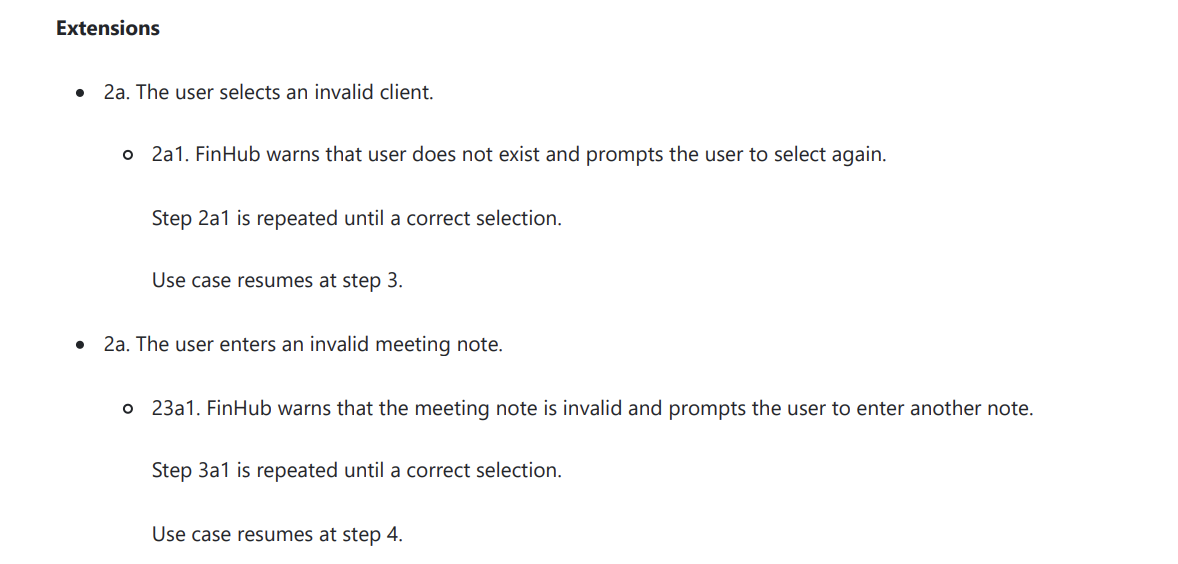 Extensions
2a. The user selects an invalid client.
2a1. FinHub warns that user does not exist and prompts the user to select again.
Step 2a1 is repeated until a correct selection.
Use case resumes at step 3.
2a. The user enters an invalid meeting note.
23a1. FinHub warns that the meeting note is invalid and prompts the user to enter another note.
Step 3a1 is repeated until a correct selection.
Use case resumes at step 4.